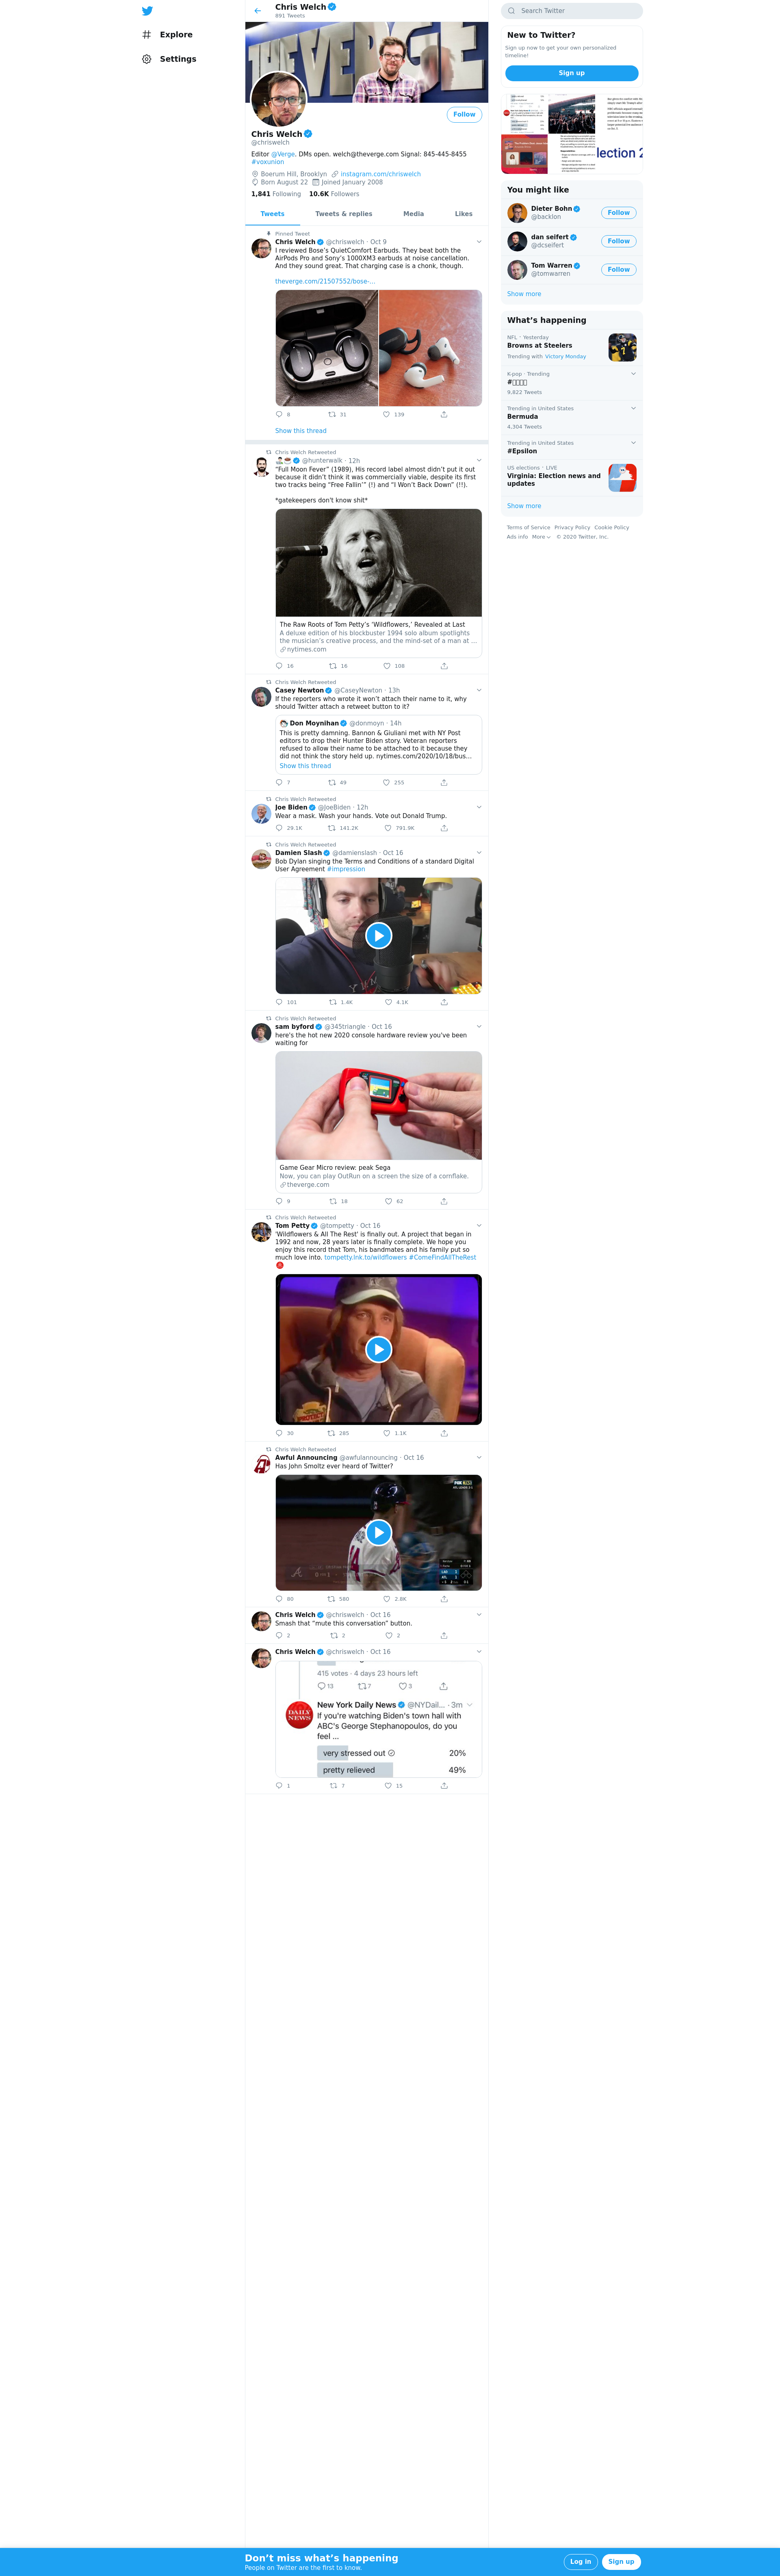 Explore
Settings
Chris Welch
891 Tweets
THE VERGE
Follow
Chris Welch
@chriswelch
Editor @Verge. DMs open. welch@theverge.com Signal: 845-445-8455
#voxunion
Boerum Hill, Brooklyn instagram.com/chriswelch
Born August 22 Joined January 2008
1,841 Following 10.6K Followers
Tweets Tweets & replies Media Likes
Pinned Tweet
Chris Welch @chriswelch · Oct 9
I reviewed Bose's QuietComfort Earbuds. They beat both the
AirPods Pro and Sony's 1000XM3 earbuds at noise cancellation.
And they sound great. That charging case is a chonk, though.
theverge.com/21507552/bose-…
8 31 139
Show this thread
Chris Welch Retweeted
@hunterwalk · 12h
"Full Moon Fever" (1989), His record label almost didn't put it out
because it didn't think it was commercially viable, despite its first
two tracks being "Free Fallin'" (!) and "I Won't Back Down" (!!).
*gatekeepers don't know shit*
The Raw Roots of Tom Petty's 'Wildflowers,' Revealed at Last
A deluxe edition of his blockbuster 1994 solo album spotlights
the musician's creative process, and the mind-set of a man at ...
nytimes.com
16 16 108
Chris Welch Retweeted
Casey Newton @CaseyNewton · 13h
If the reporters who wrote it won't attach their name to it, why
should Twitter attach a retweet button to it?
Don Moynihan @donmoyn · 14h
This is pretty damning. Bannon & Giuliani met with NY Post
editors to drop their Hunter Biden story. Veteran reporters
refused to allow their name to be attached to it because they
did not think the story held up. nytimes.com/2020/10/18/bus…
Show this thread
7 49 255
Chris Welch Retweeted
Joe Biden @JoeBiden · 12h
Wear a mask. Wash your hands. Vote out Donald Trump.
29.1K 141.2K 791.9K
Chris Welch Retweeted
Damien Slash @damienslash · Oct 16
Bob Dylan singing the Terms and Conditions of a standard Digital
User Agreement #impression
101 1.4K 4.1K
Chris Welch Retweeted
sam byford @345triangle · Oct 16
here's the hot new 2020 console hardware review you've been
waiting for
Game Gear Micro review: peak Sega
Now, you can play OutRun on a screen the size of a cornflake.
theverge.com
9 18 62
Chris Welch Retweeted
Tom Petty @tompetty · Oct 16
'Wildflowers & All The Rest' is finally out. A project that began in
1992 and now, 28 years later is finally complete. We hope you
enjoy this record that Tom, his bandmates and his family put so
much love into. tompetty.lnk.to/wildflowers #ComeFindAllTheRest
30 285 1.1K
Chris Welch Retweeted
Awful Announcing @awfulannouncing · Oct 16
Has John Smoltz ever heard of Twitter?
80 580 2.8K
Chris Welch @chriswelch · Oct 16
Smash that "mute this conversation" button.
2 2 2
Chris Welch @chriswelch · Oct 16
415 votes · 4 days 23 hours left
13 7 3
DAILY NEWS
New York Daily News @NYDail... · 3m
If you're watching Biden's town hall with
ABC's George Stephanopoulos, do you
feel ...
very stressed out 20%
pretty relieved 49%
1 7 15
Search Twitter
New to Twitter?
Sign up now to get your own personalized
timeline!
Sign up
lection 2
You might like
Dieter Bohn
@backlon
Follow
dan seifert
@dcseifert
Follow
Tom Warren
@tomwarren
Follow
Show more
What's happening
NFL · Yesterday
Browns at Steelers
Trending with Victory Monday
K-pop · Trending
#
9,822 Tweets
Trending in United States
Bermuda
4,304 Tweets
Trending in United States
#Epsilon
US elections · LIVE
Virginia: Election news and
updates
Show more
Terms of Service Privacy Policy Cookie Policy
Ads info More © 2020 Twitter, Inc.
Don't miss what's happening
People on Twitter are the first to know.
Log in Sign up